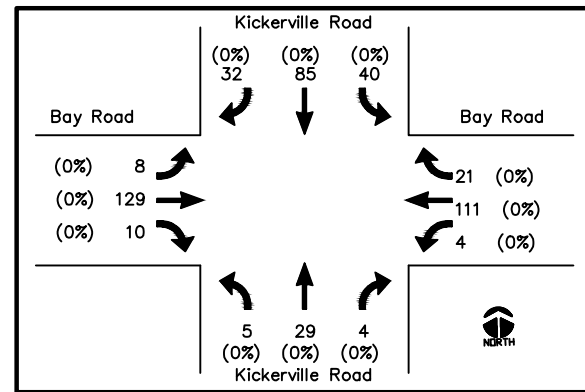 Kickerville Road
(0%) (0%) (0%)
32 85 40
Bay Road
Bay Road
(0%) 8
(0%) 129
(0%) 10
21 (0%)
111 (0%)
4 (0%)
5 29 4
(0%) (0%) (0%)
Kickerville Road
NORTH